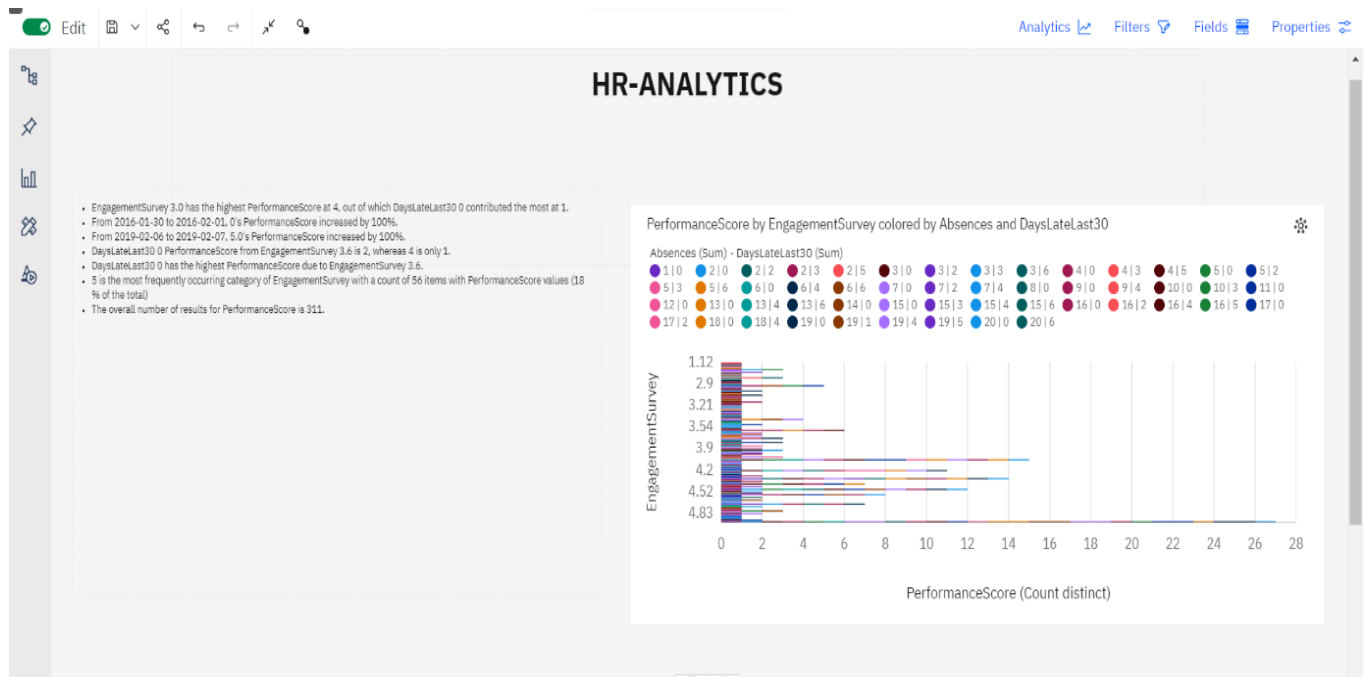 Edit
Analytics
Filters
Fields
Properties
HR-ANALYTICS
• EngagementSurvey 3.0 has the highest PerformanceScore at 4, out of which DaysLateLast30 0 contributed the most at 1.
• From 2016-01-30 to 2016-02-01, 0's PerformanceScore increased by 100%.
• From 2019-02-06 to 2019-02-07, 5.0's PerformanceScore increased by 100%.
• DaysLateLast30 0 PerformanceScore from EngagementSurvey 3.6 is 2, whereas 4 is only 1.
• DaysLateLast30 0 has the highest PerformanceScore due to EngagementSurvey 3.6.
• 5 is the most frequently occurring category of EngagementSurvey with a count of 56 items with PerformanceScore values (18
% of the total)
• The overall number of results for PerformanceScore is 311.
PerformanceScore by EngagementSurvey colored by Absences and DaysLateLast30
Absences (Sum) - DaysLateLast30 (Sum)
1|0 2|0 2|2 2|3 2|5 3|0 3|2 3|3 3|6 4|0 4|3 4|5 5|0 5|2
5|3 5|6 6|0 6|4 6|6 7|0 7|2 7|4 8|0 9|0 9|4 10|0 10|3 11|0
12|0 13|0 13|4 13|6 14|0 15|0 15|3 15|4 15|6 16|0 16|2 16|4 16|5 17|0
17|2 18|0 18|4 19|0 19|1 19|4 19|5 20|0 20|6
EngagementSurvey
1.12
2.9
3.21
3.54
3.9
4.2
4.52
4.83
0 2 4 6 8 10 12 14 16 18 20 22 24 26 28
PerformanceScore (Count distinct)